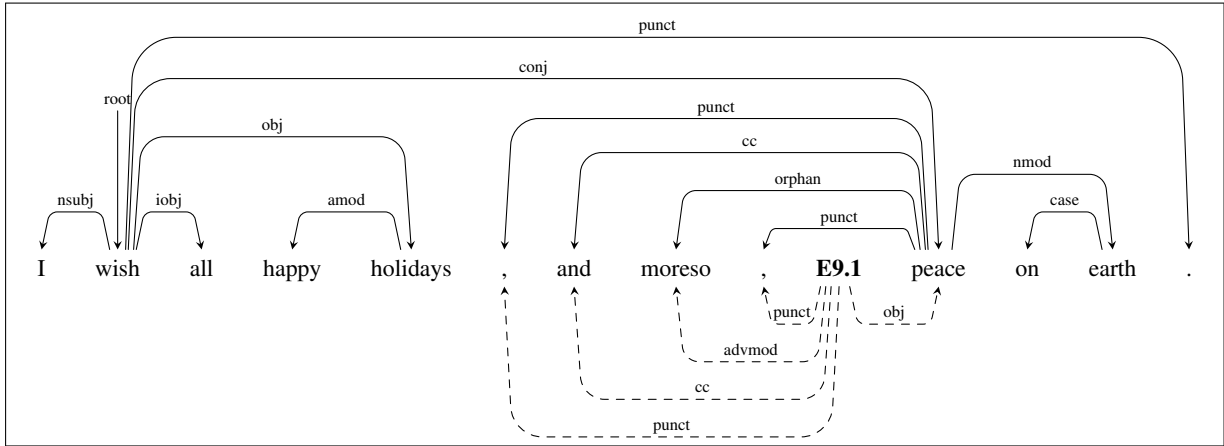 punct
conj
root
punct
obj
cc
orphan
nmod
nsubj iobj amod punct case
I wish all happy holidays , and moreso , E9.1 peace on earth .
punct obj
advmod
cc
punct